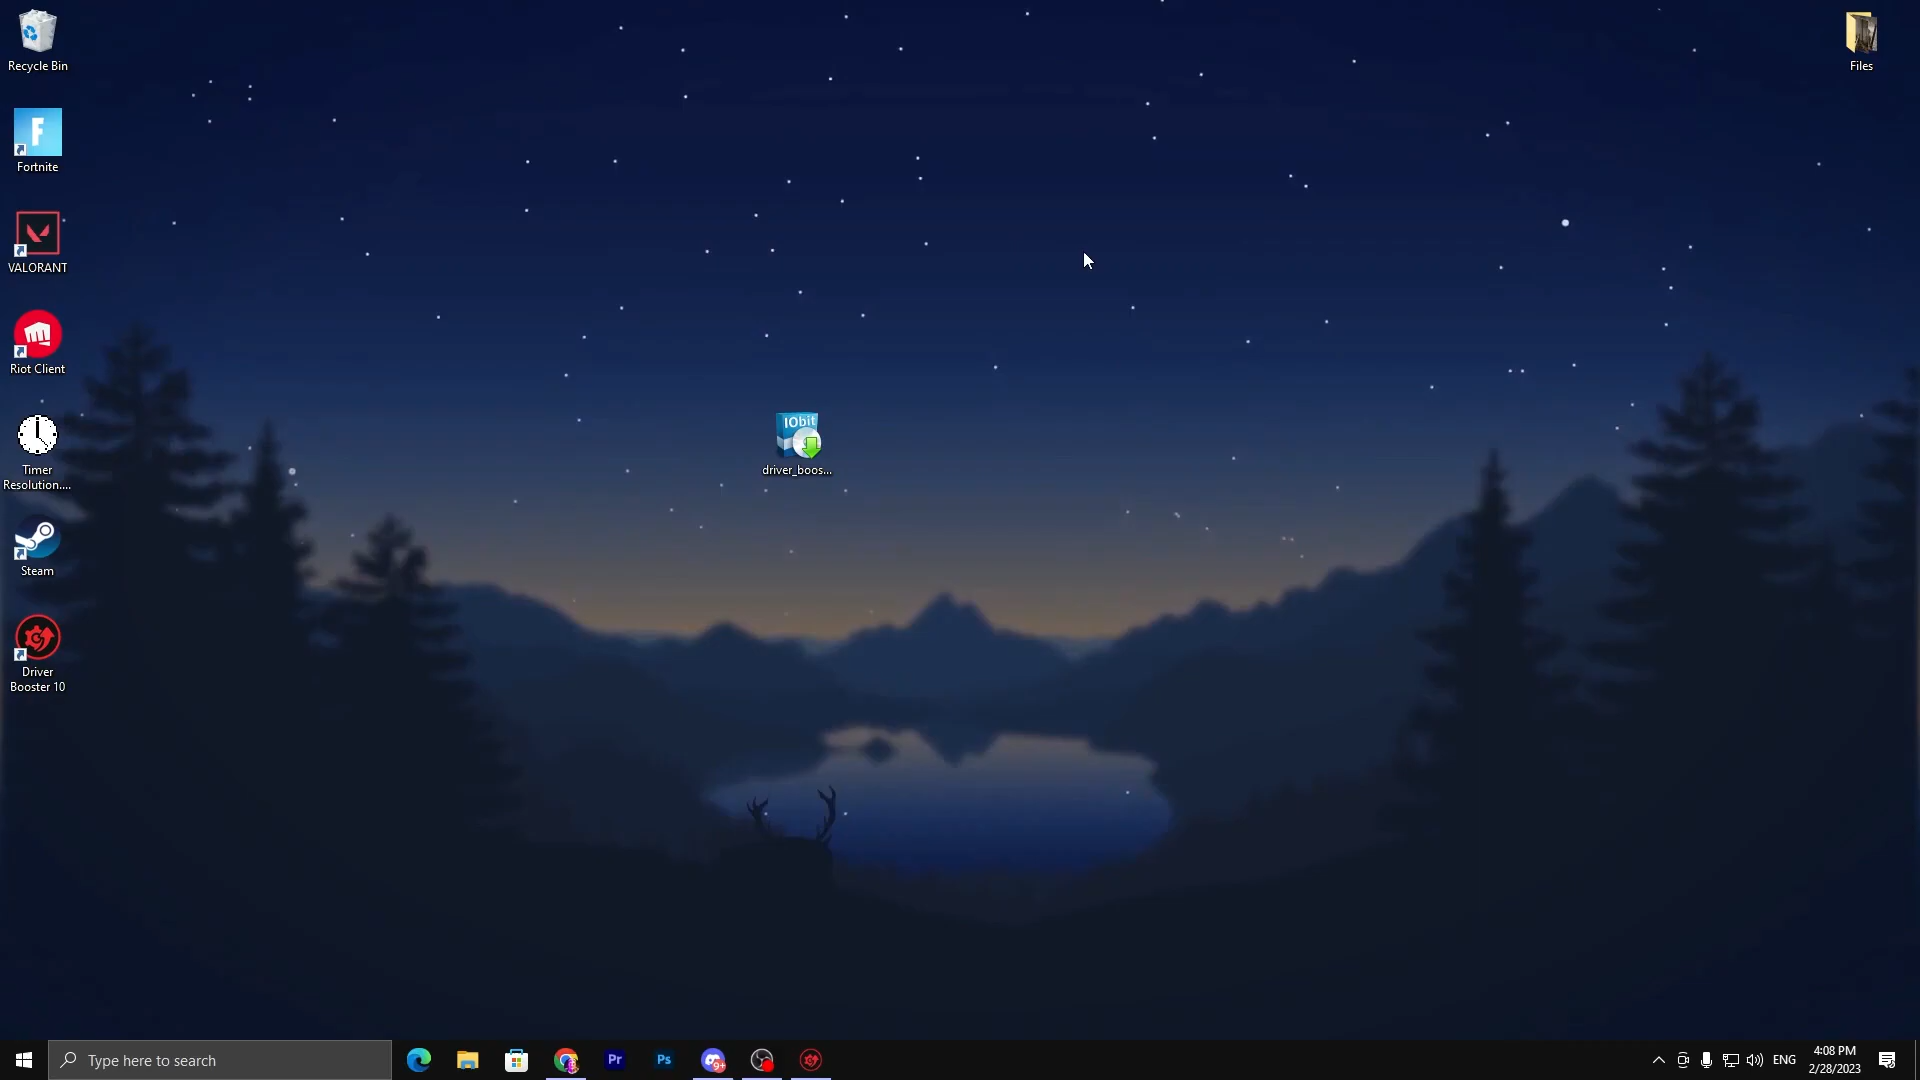 Recycle Bin
Files
F
Fortnite
VALORANT
Riot Client
IObit
driver_boos...
Timer
Resolution....
Steam
Driver
Booster 10
Type here to search
Pr
Ps
9+
ENG
4:08 PM
2/28/2023